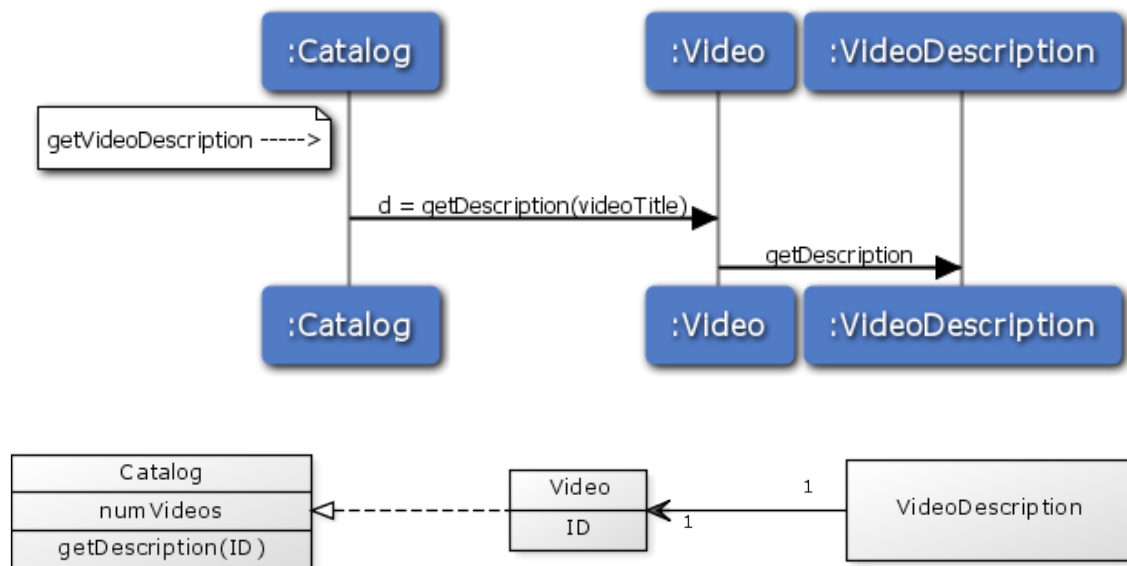 :Catalog
:Video
:VideoDescription
getVideoDescription ----->
d = getDescription(videoTitle)
getDescription
:Catalog
:Video
:VideoDescription
Catalog
numVideos
getDescription(ID)
Video
ID
1
1
VideoDescription